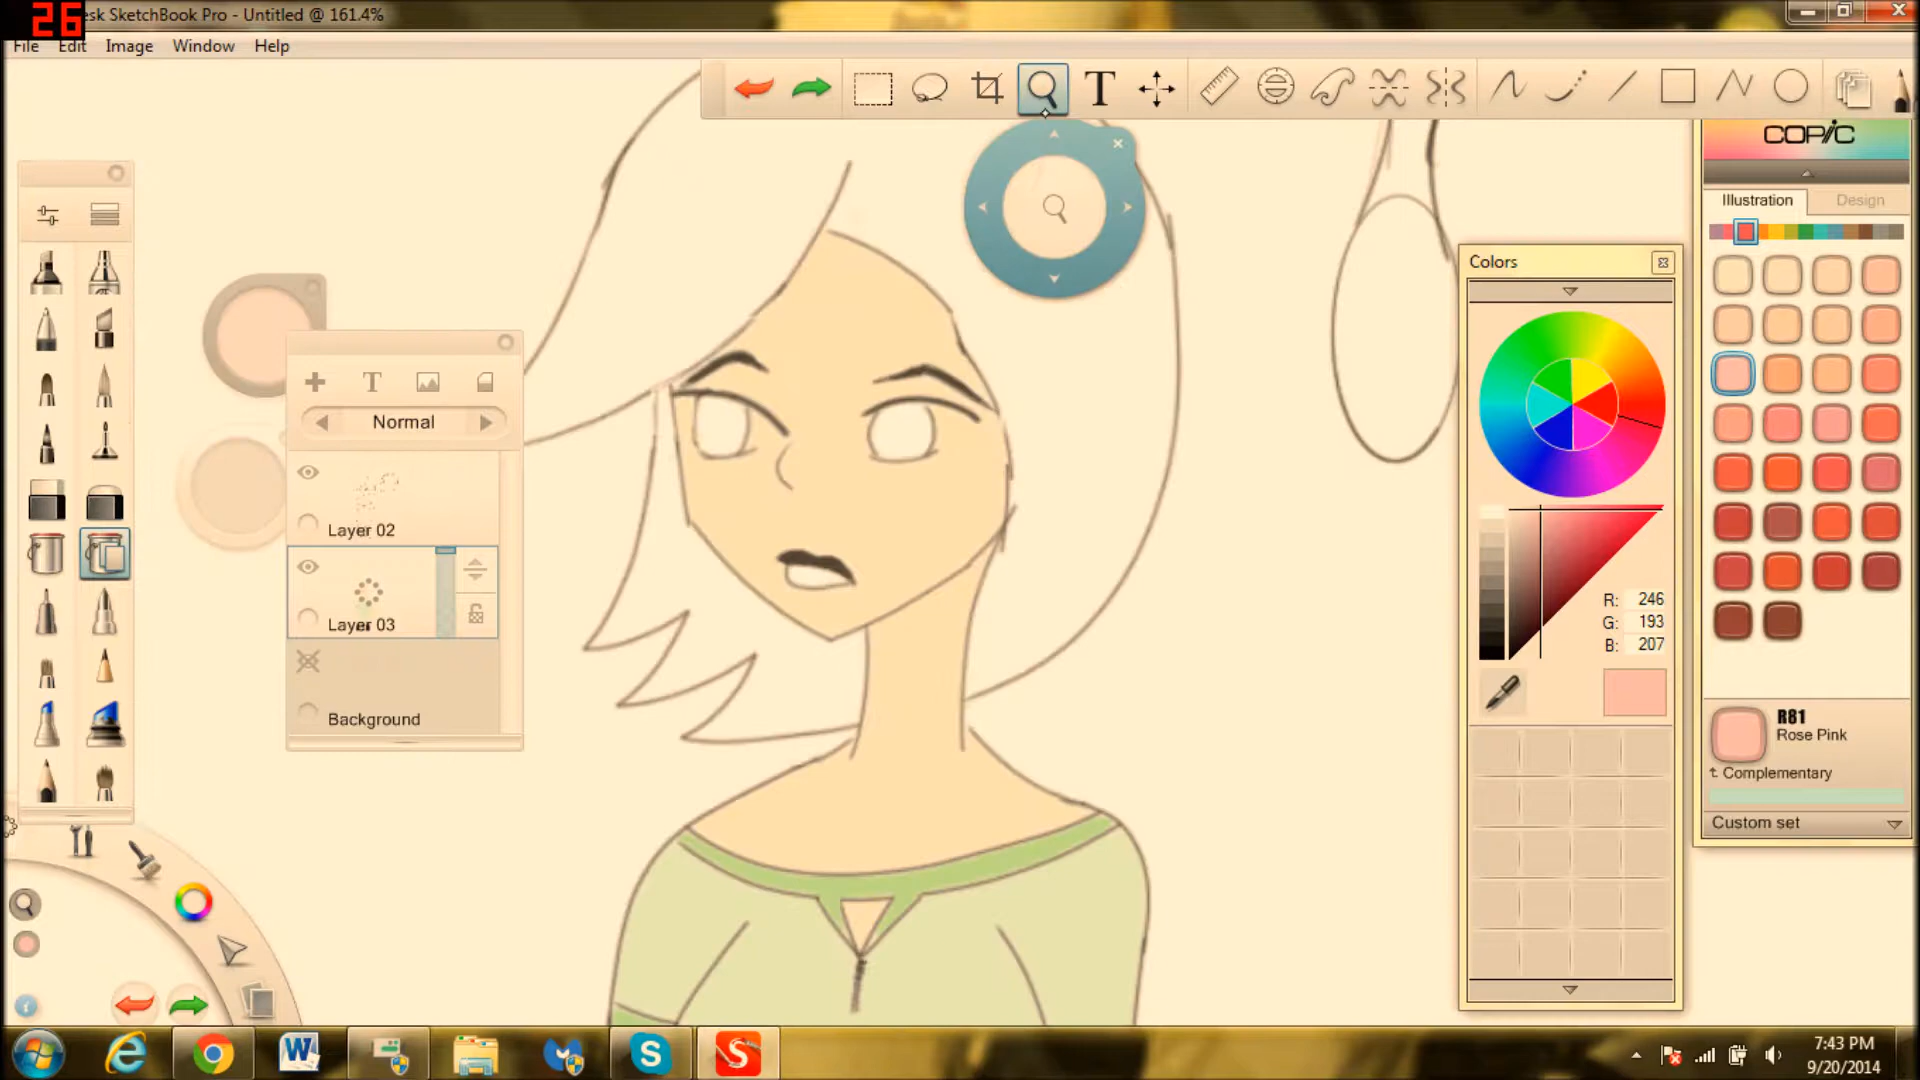 26
esk SketchBook Pro - Untitled @ 161.4%
File Edit Image Window Help
T
COPIC
Illustration Design
Colors
T
Normal
Layer 02
Layer 03
Background
R: 246
G: 193
B: 207
R81
Rose Pink
Complementary
Custom set
7:43 PM
9/20/2014